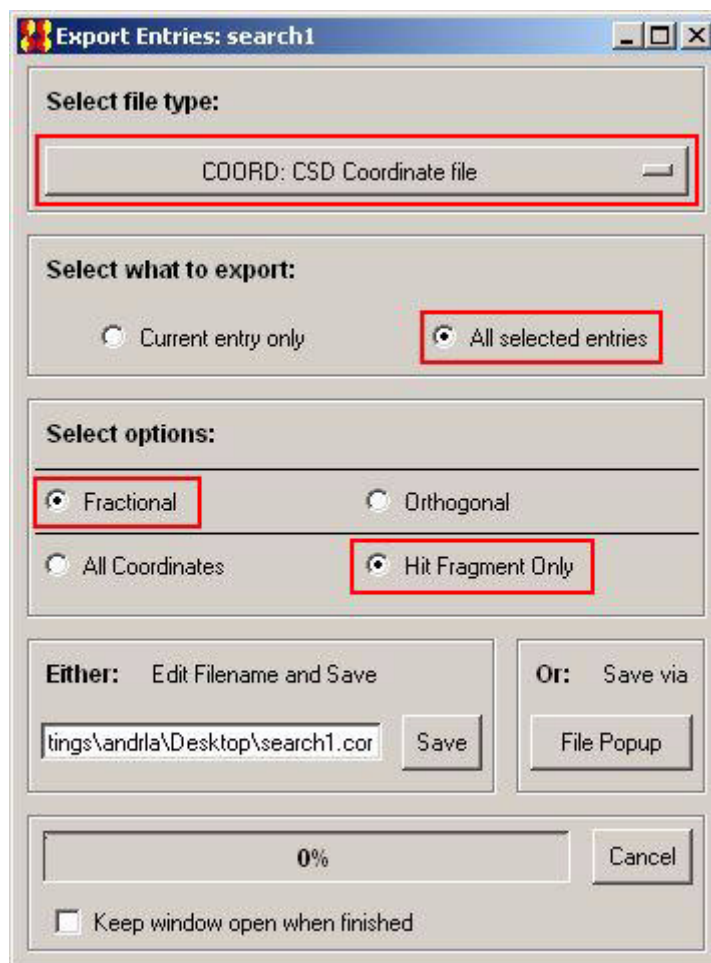 Export Entries: search1
Select file type:
COORD: CSD Coordinate file
Select what to export:
Current entry only All selected entries
Select options:
Fractional Orthogonal
All Coordinates Hit Fragment Only
Either: Edit Filename and Save Or: Save via
tings\andrla\Desktop\search1.cor Save File Popup
0% Cancel
Keep window open when finished